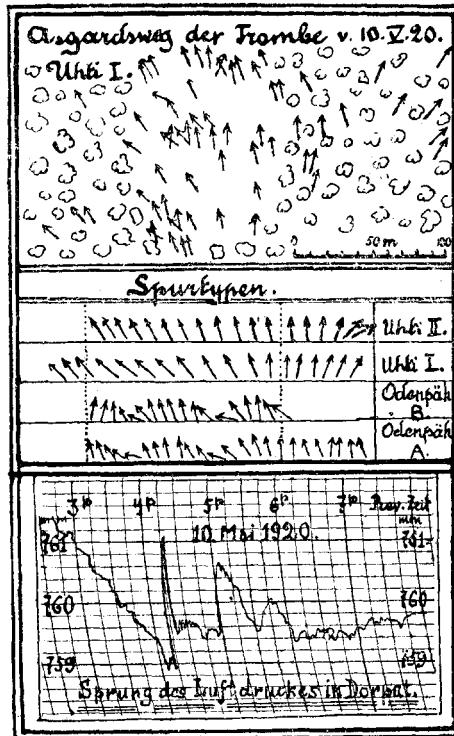 Asgardsweg der Trombe v. 10.V.20.
Uhti I.
0 50 m 100
Spurtypen.
Uhti II.
Uhti I.
Odenpäh B.
Odenpäh A.
3p 4p 5p 6p 7p Prov. Zeit
mm
761 10. Mai 1920. 761
760 760
759 759
Sprung des Luftdruckes in Dorpat.